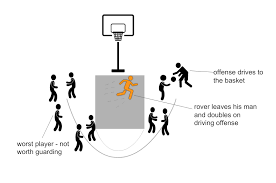 offense drives to
the basket
rover leaves his man
and doubles on
driving offense
worst player - not
worth guarding